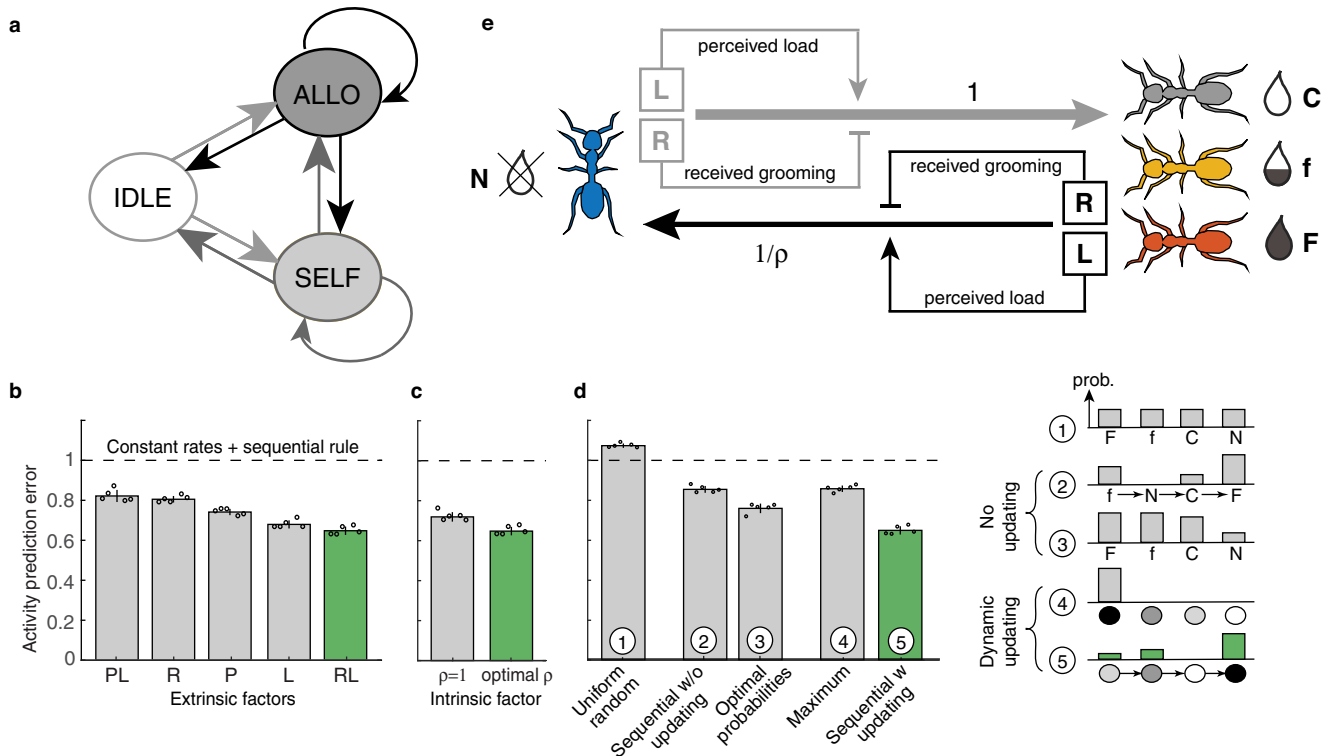 a
ALLO
IDLE
SELF
e
perceived load
L
R
1
received grooming
N
C
f
F
received grooming
R
L
1/ρ
perceived load
b
Activity prediction error
1
0.8
0.6
0.4
0.2
0
Constant rates + sequential rule
PL R P L RL
Extrinsic factors
c
ρ=1 optimal ρ
Intrinsic factor
d
1 2 3 4 5
Uniform
random
Sequential w/o
updating
Optimal
probabilities
Maximum
Sequential w
updating
prob.
1
F f C N
No
updating
2
f N C F
3
F f C N
Dynamic
updating
4
5